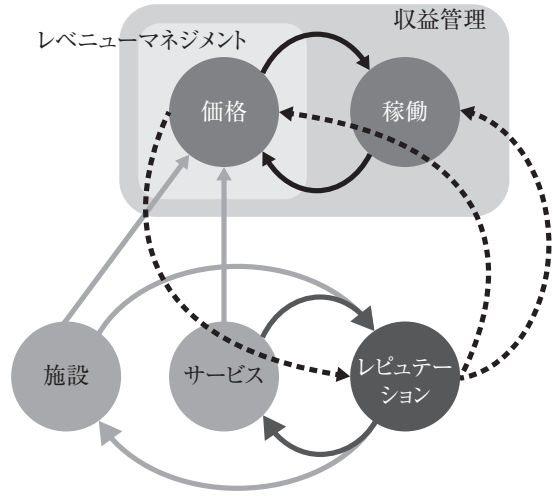 収益管理
レベニューマネジメント
価格
稼働
施設
サービス
レピュテー
ション